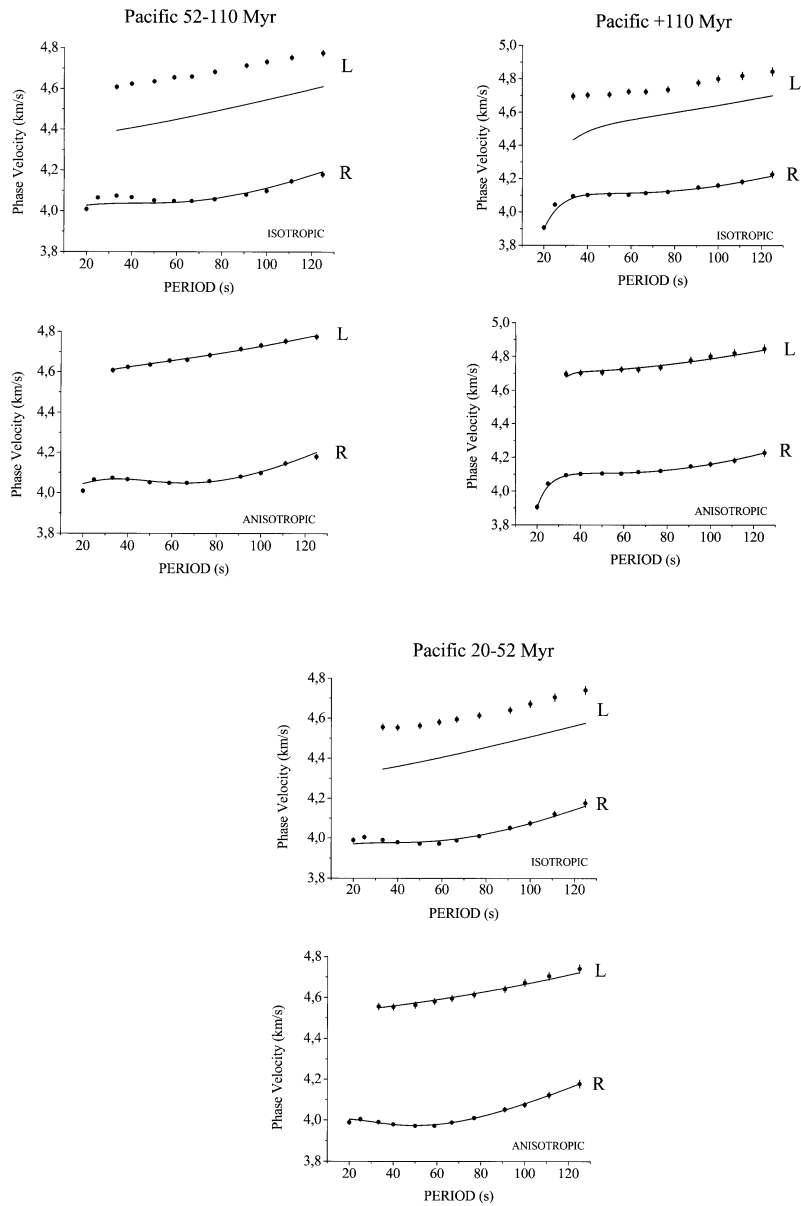 Pacific 52-110 Myr
4,8
4,6
4,4
4,2
4,0
3,8
Phase Velocity (km/s)
L
R
ISOTROPIC
20 40 60 80 100 120
PERIOD (s)
Pacific +110 Myr
5,0
4,8
4,6
4,4
4,2
4,0
3,8
Phase Velocity (km/s)
L
R
ISOTROPIC
20 40 60 80 100 120
PERIOD (s)
4,8
4,6
4,4
4,2
4,0
3,8
Phase Velocity (km/s)
L
R
ANISOTROPIC
20 40 60 80 100 120
PERIOD (s)
5,0
4,8
4,6
4,4
4,2
4,0
3,8
Phase Velocity (km/s)
L
R
ANISOTROPIC
20 40 60 80 100 120
PERIOD (s)
Pacific 20-52 Myr
4,8
4,6
4,4
4,2
4,0
3,8
Phase Velocity (km/s)
L
R
ISOTROPIC
20 40 60 80 100 120
PERIOD (s)
4,8
4,6
4,4
4,2
4,0
3,8
Phase Velocity (km/s)
L
R
ANISOTROPIC
20 40 60 80 100 120
PERIOD (s)